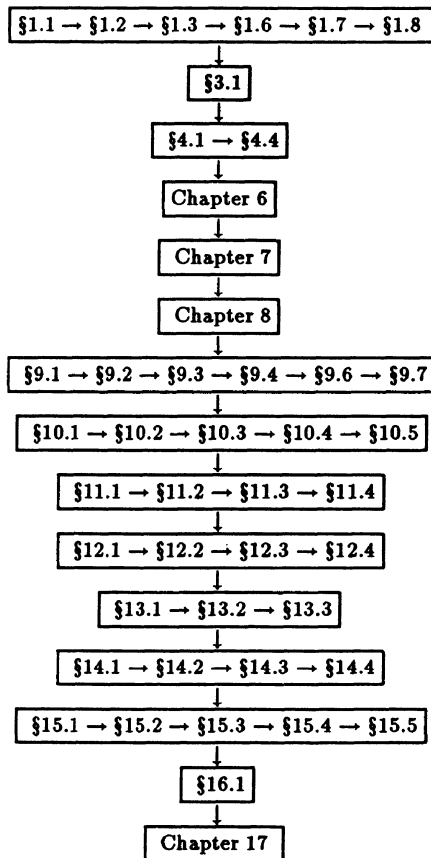 §1.1 → §1.2 → §1.3 → §1.6 → §1.7 → §1.8
§3.1
§4.1 → §4.4
Chapter 6
Chapter 7
Chapter 8
§9.1 → §9.2 → §9.3 → §9.4 → §9.6 → §9.7
§10.1 → §10.2 → §10.3 → §10.4 → §10.5
§11.1 → §11.2 → §11.3 → §11.4
§12.1 → §12.2 → §12.3 → §12.4
§13.1 → §13.2 → §13.3
§14.1 → §14.2 → §14.3 → §14.4
§15.1 → §15.2 → §15.3 → §15.4 → §15.5
§16.1
Chapter 17